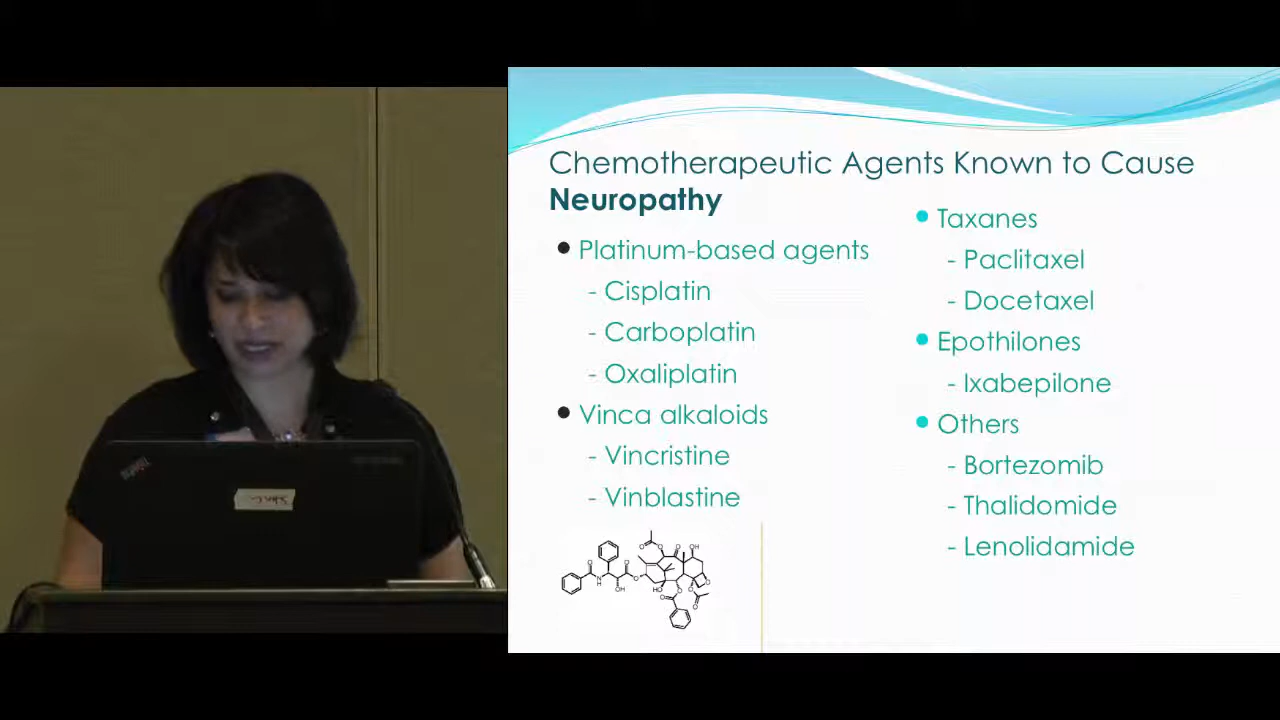 Chemotherapeutic Agents Known to Cause
Neuropathy
Platinum-based agents
- Cisplatin
- Carboplatin
- Oxaliplatin
Vinca alkaloids
- Vincristine
- Vinblastine
Taxanes
- Paclitaxel
- Docetaxel
Epothilones
- Ixabepilone
Others
- Bortezomib
- Thalidomide
- Lenolidamide